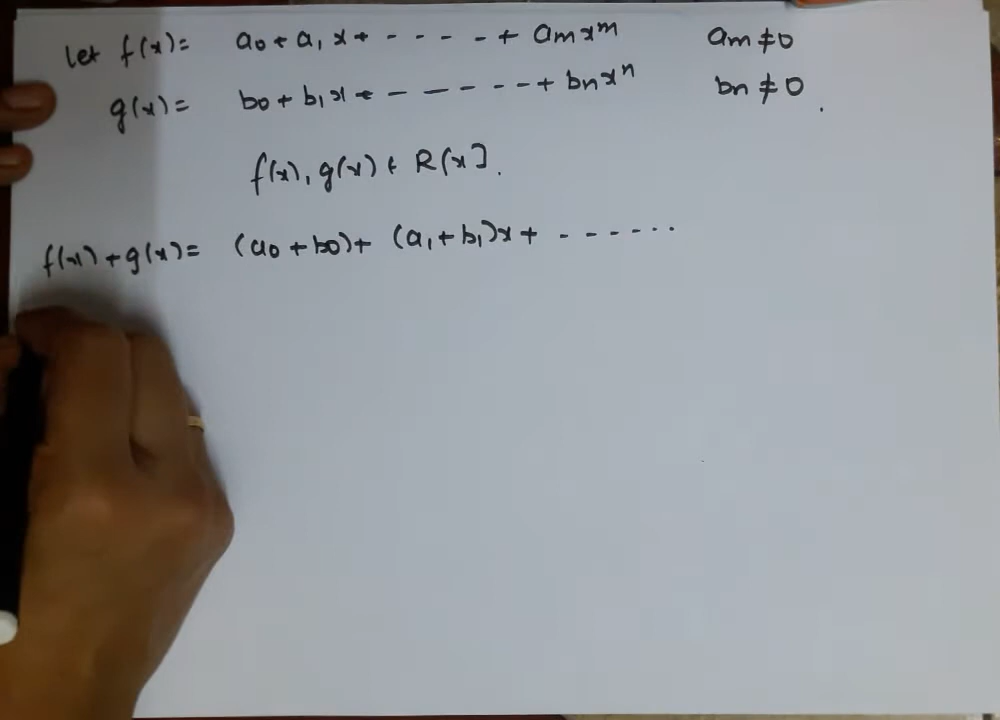 let f(x) = a0 + a1 x + - - - - + am x^m am ≠ 0
g(x) = b0 + b1 x + - - - - - - + bn x^n bn ≠ 0 .
f(x), g(x) ∈ R[x].
f(x) + g(x) = (a0 + b0) + (a1 + b1)x + - - - - - - -